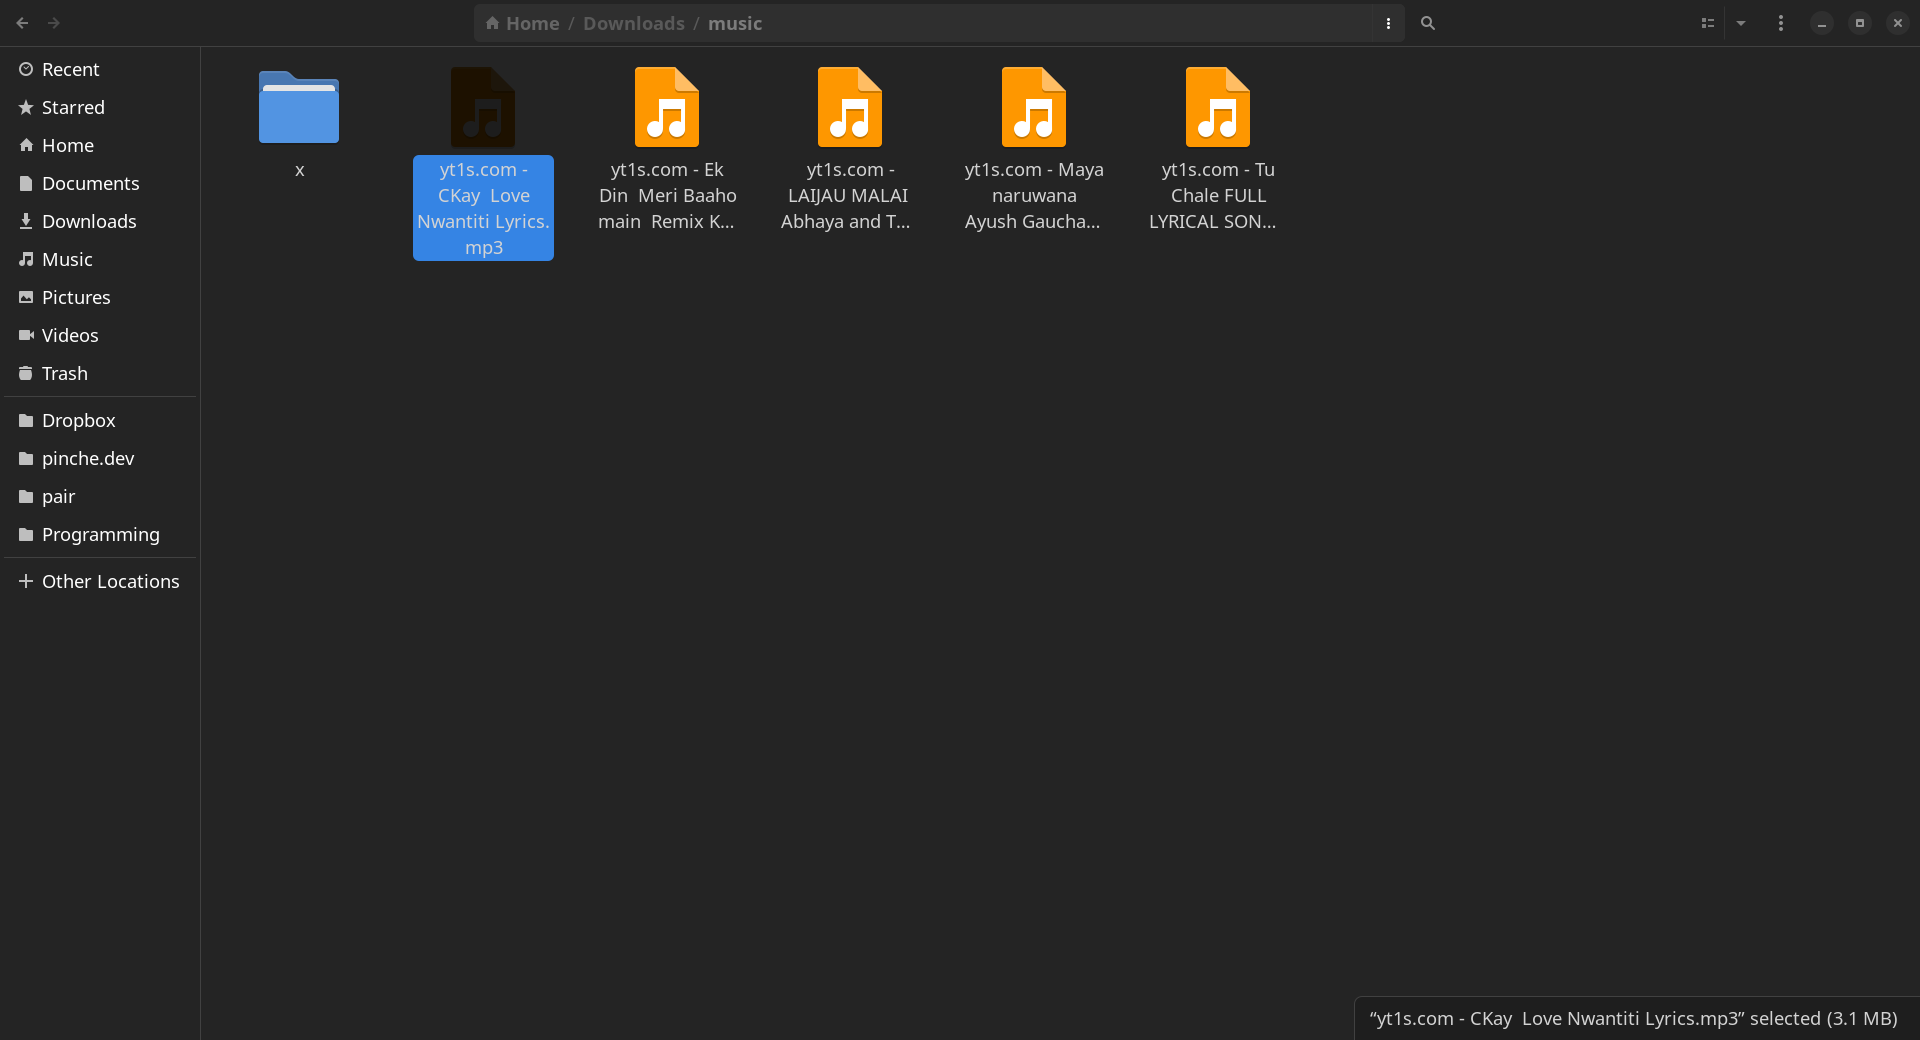 Home / Downloads / music
Recent
Starred
Home
Documents
Downloads
Music
Pictures
Videos
Trash
Dropbox
pinche.dev
pair
Programming
Other Locations
x
yt1s.com -
CKay  Love
Nwantiti Lyrics.
mp3
yt1s.com - Ek
Din  Meri Baaho
main  Remix K...
yt1s.com -
LAIJAU MALAI
Abhaya and T...
yt1s.com - Maya
naruwana
Ayush Gaucha...
yt1s.com - Tu
Chale FULL
LYRICAL SON...
“yt1s.com - CKay  Love Nwantiti Lyrics.mp3” selected (3.1 MB)